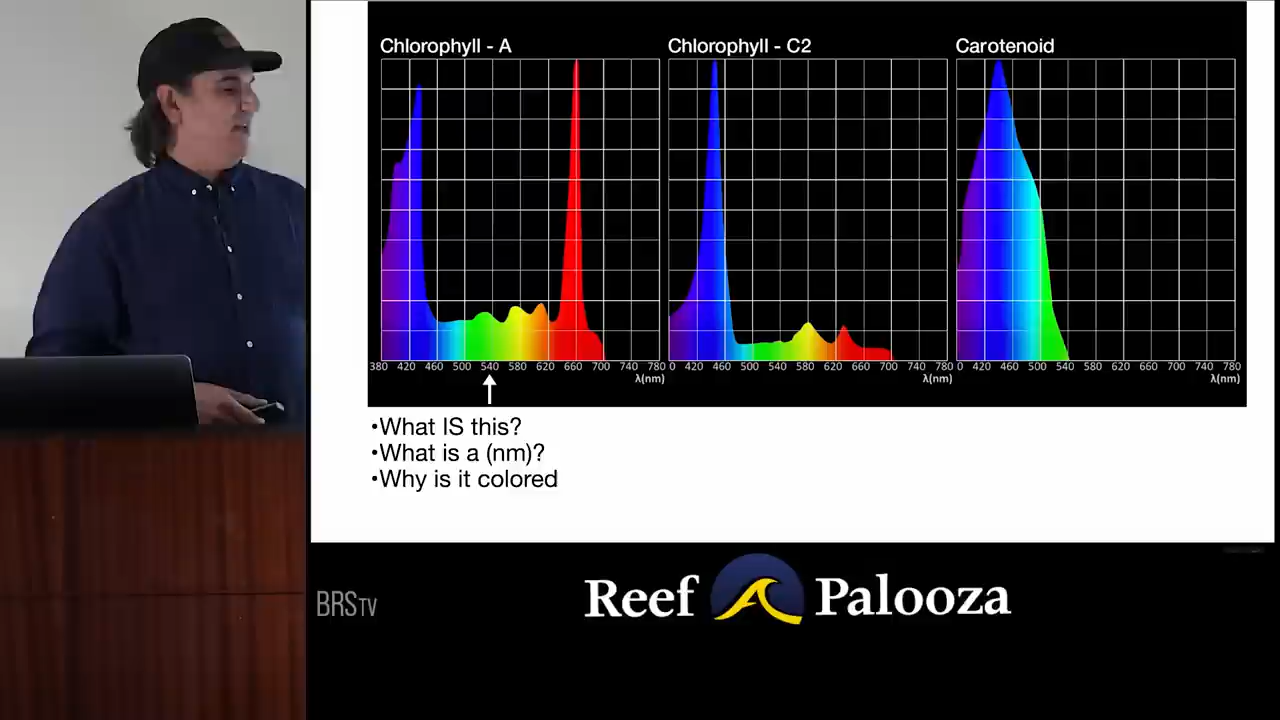 Chlorophyll - A
Chlorophyll - C2
Carotenoid
380 420 460 500 540 580 620 660 700 740 780
λ(nm)
420 460 500 540 580 620 660 700 740 780
λ(nm)
420 460 500 540 580 620 660 700 740 780
λ(nm)
•What IS this?
•What is a (nm)?
•Why is it colored
BRSTV
Reef Palooza